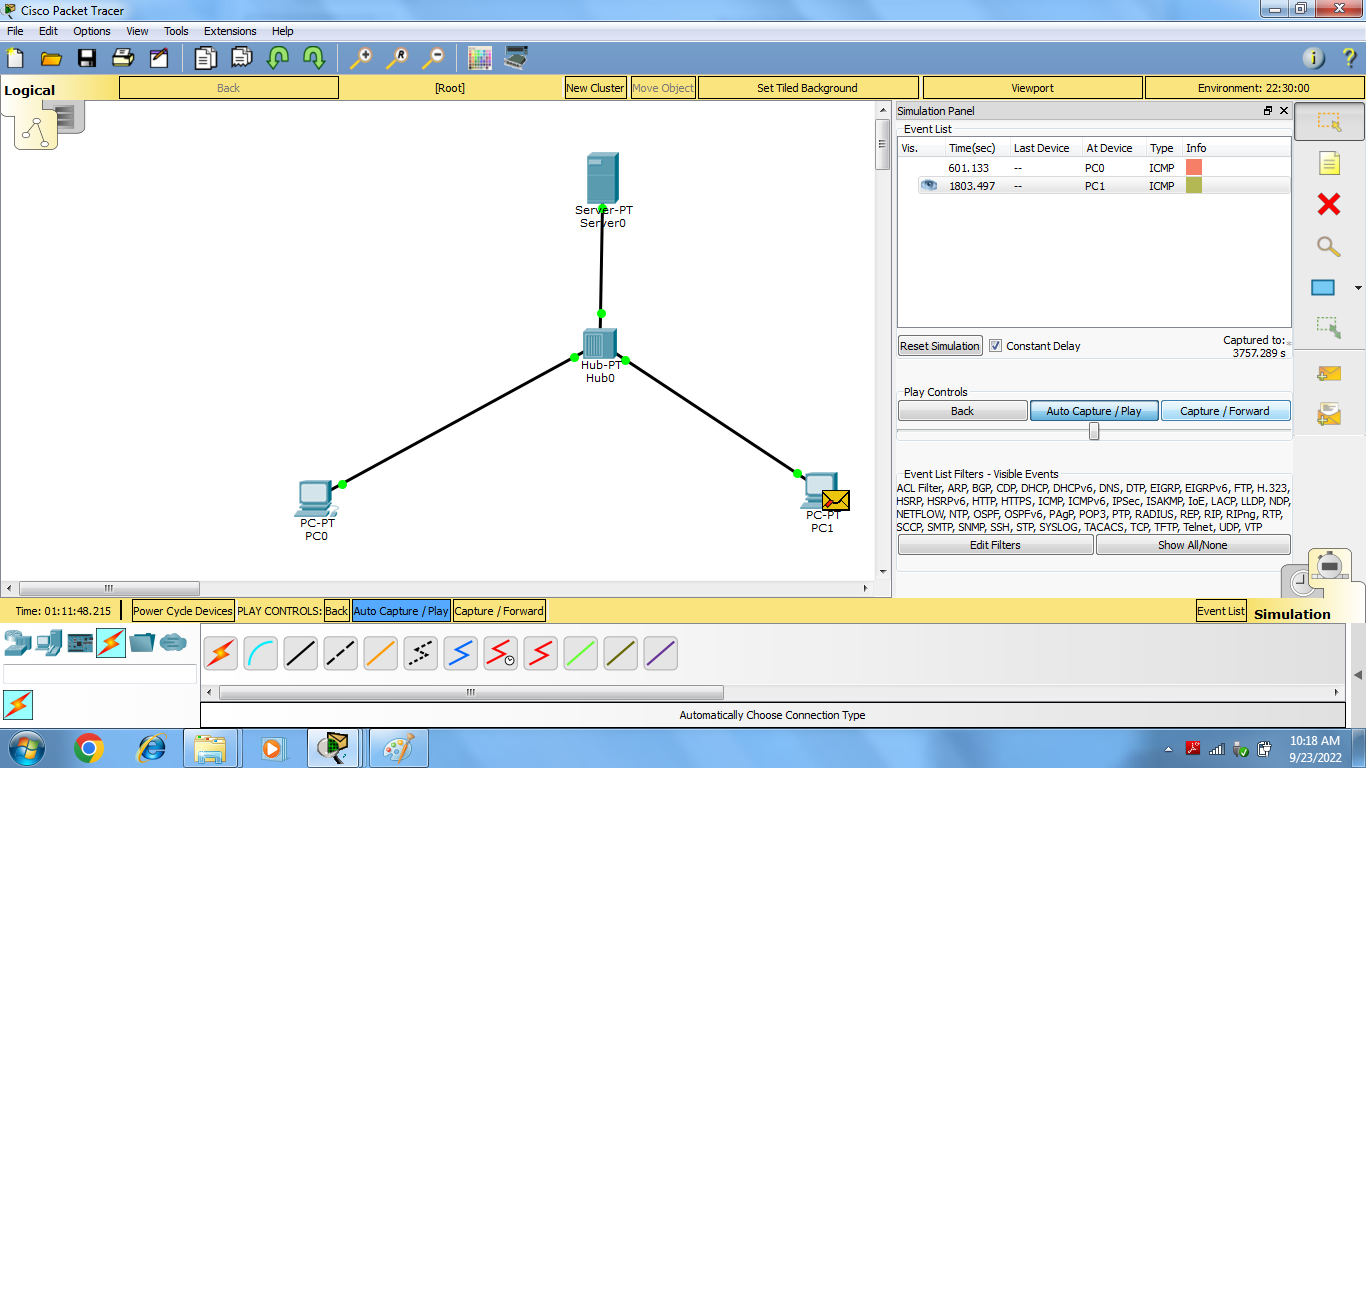 Cisco Packet Tracer
File Edit Options View Tools Extensions Help
Logical Back [Root] New Cluster Move Object Set Tiled Background Viewport Environment: 22:30:00
Simulation Panel
Event List
Vis. Time(sec) Last Device At Device Type Info
601.133 -- PC0 ICMP
1803.497 -- PC1 ICMP
Server-PT
Server0
Hub-PT
Hub0
PC-PT
PC0
PC-PT
PC1
Reset Simulation Constant Delay Captured to:*
3757.289 s
Play Controls
Back Auto Capture / Play Capture / Forward
Event List Filters - Visible Events
ACL Filter, ARP, BGP, CDP, DHCP, DHCPv6, DNS, DTP, EIGRP, EIGRPv6, FTP, H.323,
HSRP, HSRPv6, HTTP, HTTPS, ICMP, ICMPv6, IPSec, ISAKMP, IoE, LACP, LLDP, NDP,
NETFLOW, NTP, OSPF, OSPFv6, PAgP, POP3, PTP, RADIUS, REP, RIP, RIPng, RTP,
SCCP, SMTP, SNMP, SSH, STP, SYSLOG, TACACS, TCP, TFTP, Telnet, UDP, VTP
Edit Filters Show All/None
Time: 01:11:48.215 Power Cycle Devices PLAY CONTROLS: Back Auto Capture / Play Capture / Forward Event List Simulation
Automatically Choose Connection Type
10:18 AM
9/23/2022